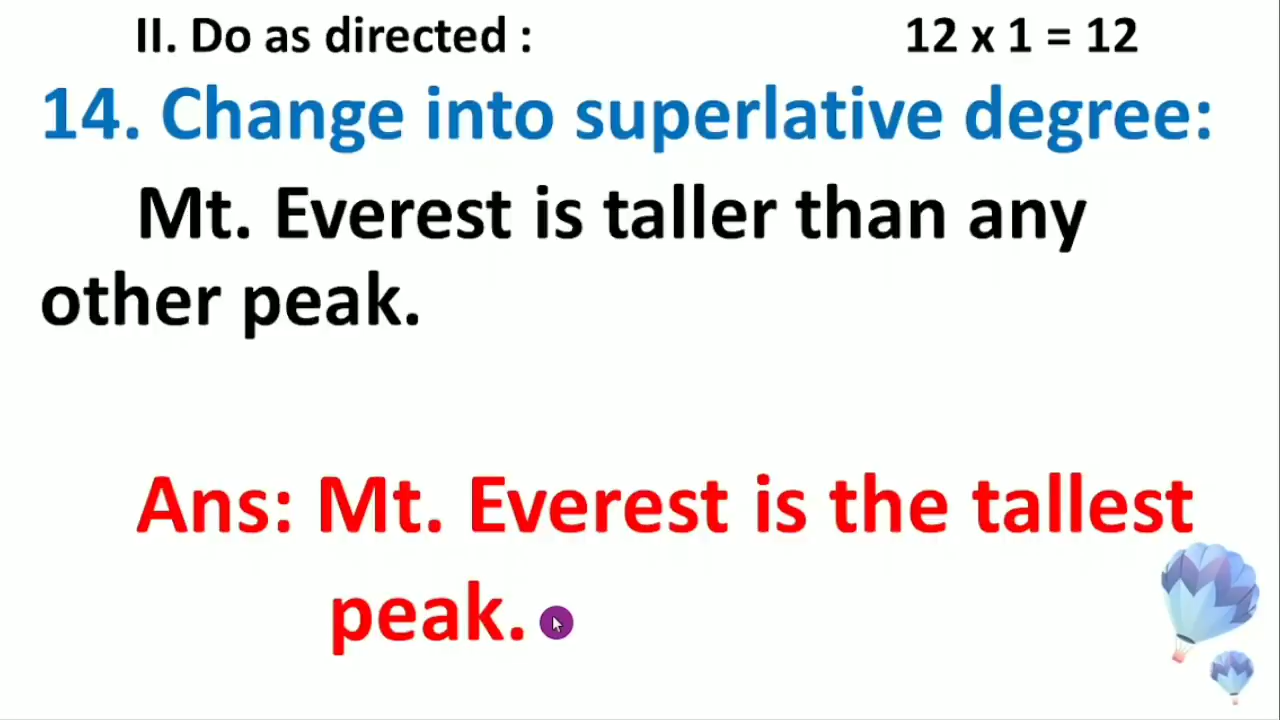 II. Do as directed : 12 x 1 = 12
14. Change into superlative degree:
Mt. Everest is taller than any
other peak.
Ans: Mt. Everest is the tallest
peak.